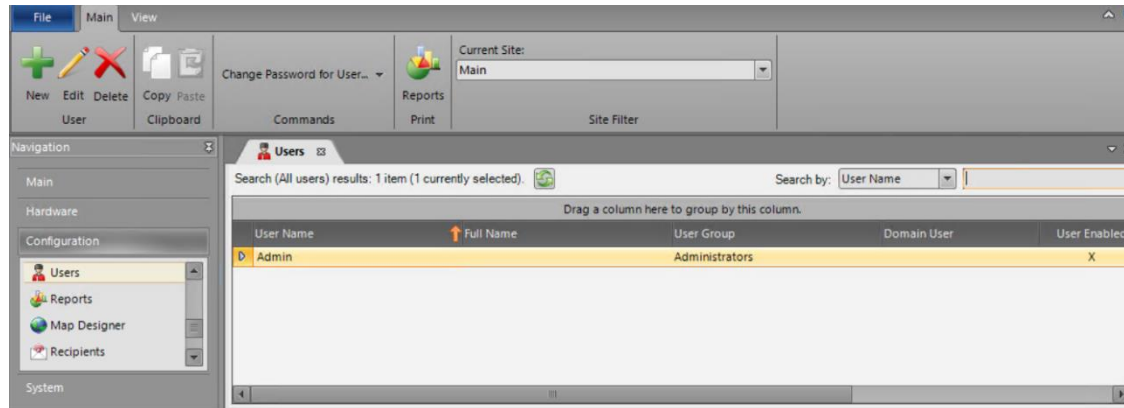 File Main View
Current Site:
Main
Change Password for User...
New Edit Delete Copy Paste Reports
User Clipboard Commands Print Site Filter
Navigation
Users
Search (All users) results: 1 item (1 currently selected).
Search by: User Name
Main
Hardware
Configuration
Users
Reports
Map Designer
Recipients
System
Drag a column here to group by this column.
User Name Full Name User Group Domain User User Enabled
Admin Administrators X